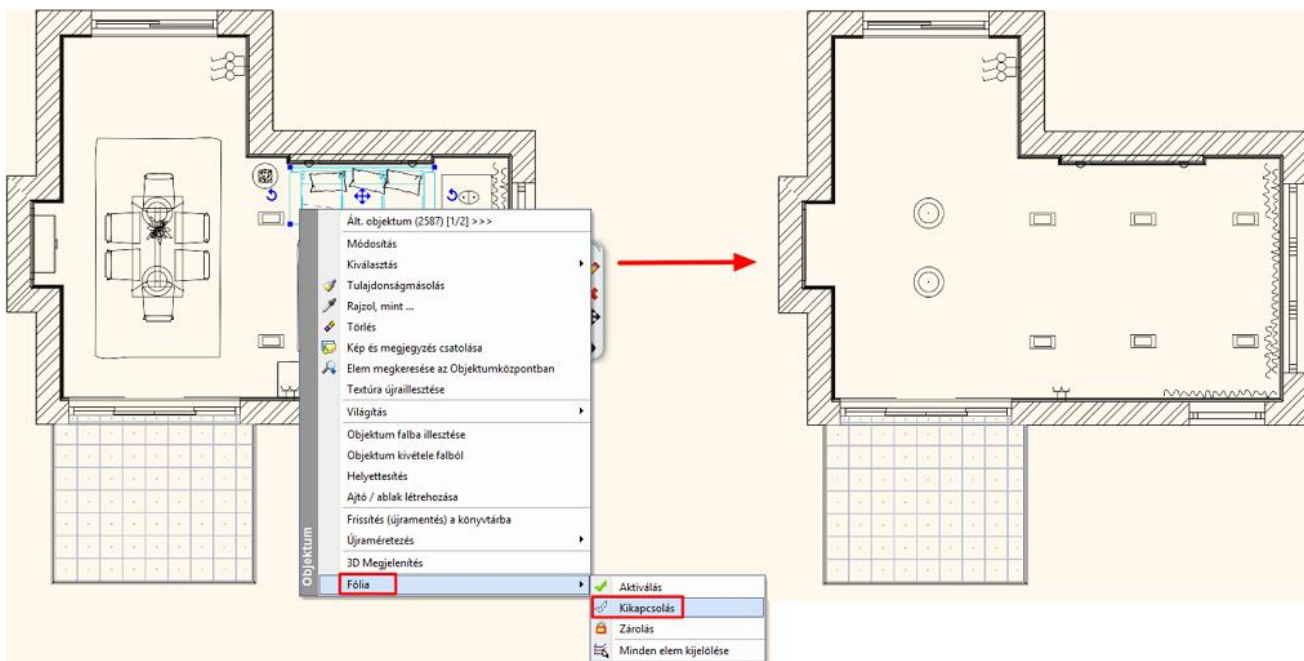 Ált. objektum (2587) [1/2] >>>
Módosítás
Kiválasztás
Tulajdonságmásolás
Rajzol, mint ...
Törlés
Kép és megjegyzés csatolása
Elem megkeresése az Objektumközpontban
Textúra újraillesztése
Világítás
Objektum falba illesztése
Objektum kivétele falból
Helyettesítés
Ajtó / ablak létrehozása
Frissítés (újramentés) a könyvtárba
Újraméretezés
3D Megjelenítés
Fólia
Objektum
Aktiválás
Kikapcsolás
Zárolás
Minden elem kijelölése